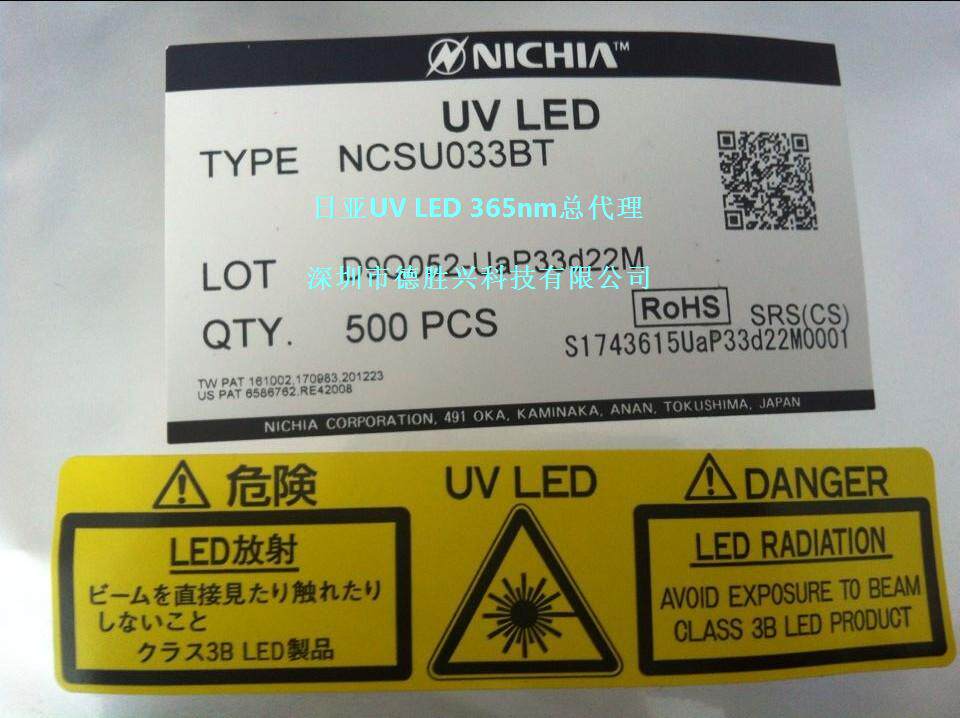 NICHIA™
UV LED
TYPE NCSU033BT
日亚UV LED 365nm总代理
LOT D9O052-UaP33d22M
深圳市德胜兴科技有限公司
QTY. 500 PCS
RoHS SRS(CS)
S1743615UaP33d22M0001
TW PAT 161002,170983,201223
US PAT 6586762,RE42008
NICHIA CORPORATION, 491 OKA, KAMINAKA, ANAN, TOKUSHIMA, JAPAN
危険
LED放射
ビームを直接見たり触れたり
しないこと
クラス3B LED製品
UV LED
DANGER
LED RADIATION
AVOID EXPOSURE TO BEAM
CLASS 3B LED PRODUCT